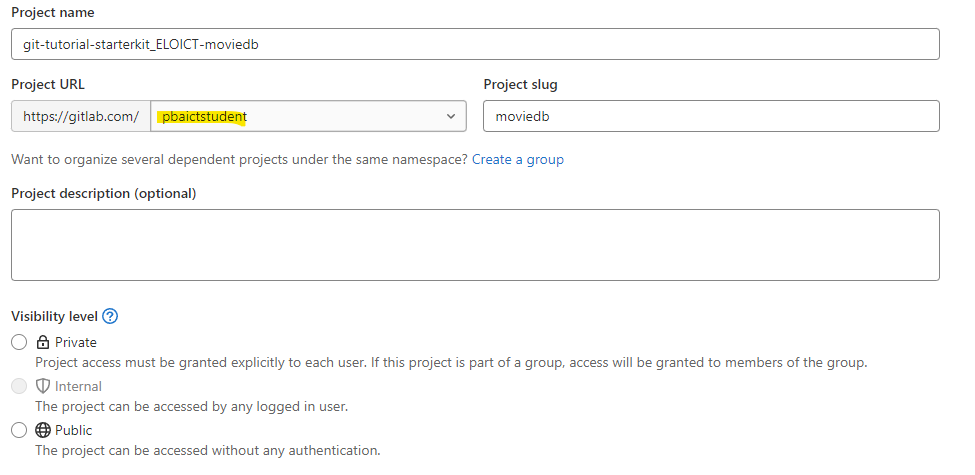 Project name
git-tutorial-starterkit_ELOICT-moviedb
Project URL
Project slug
https://gitlab.com/ pbaictstudent
moviedb
Want to organize several dependent projects under the same namespace? Create a group
Project description (optional)
Visibility level ?
Private
Project access must be granted explicitly to each user. If this project is part of a group, access will be granted to members of the group.
Internal
The project can be accessed by any logged in user.
Public
The project can be accessed without any authentication.